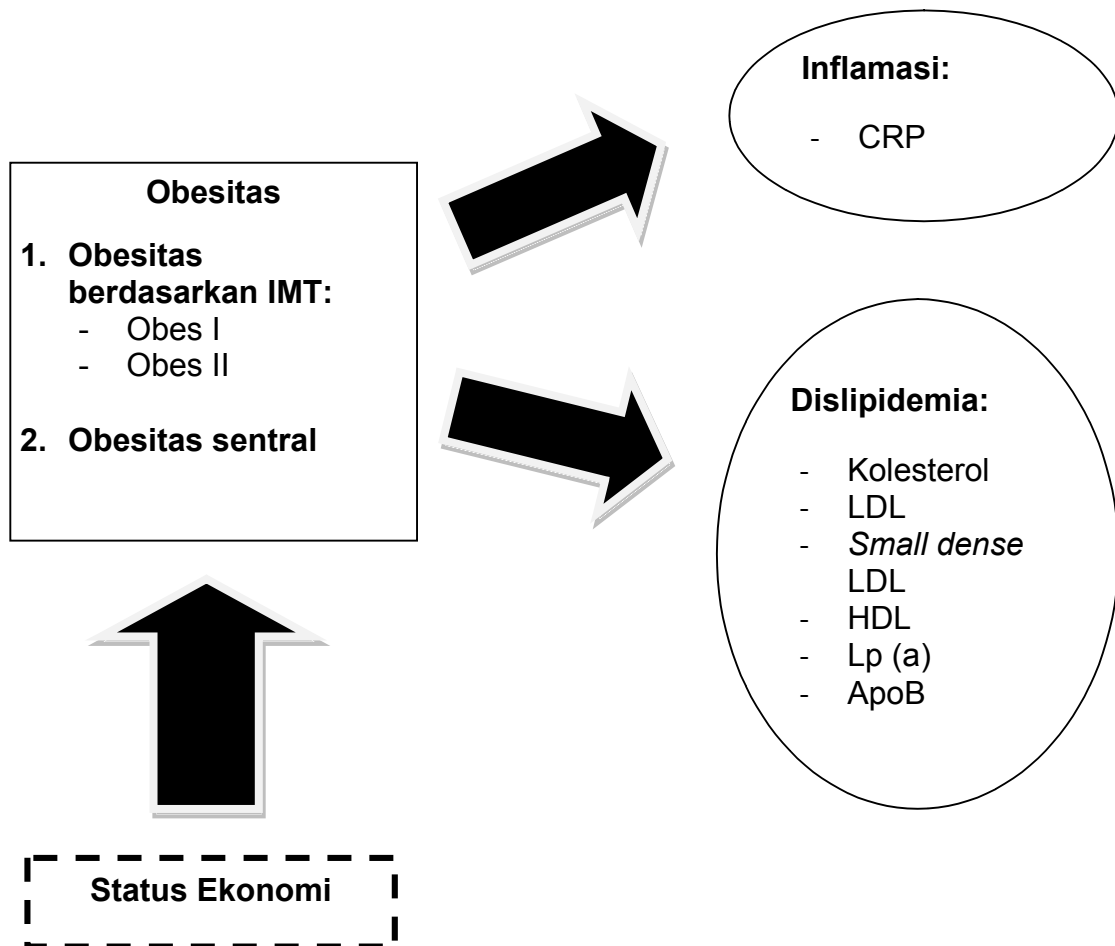 Obesitas
1. Obesitas
berdasarkan IMT:
- Obes I
- Obes II
2. Obesitas sentral
Inflamasi:
- CRP
Dislipidemia:
- Kolesterol
- LDL
- Small dense
LDL
- HDL
- Lp (a)
- ApoB
Status Ekonomi